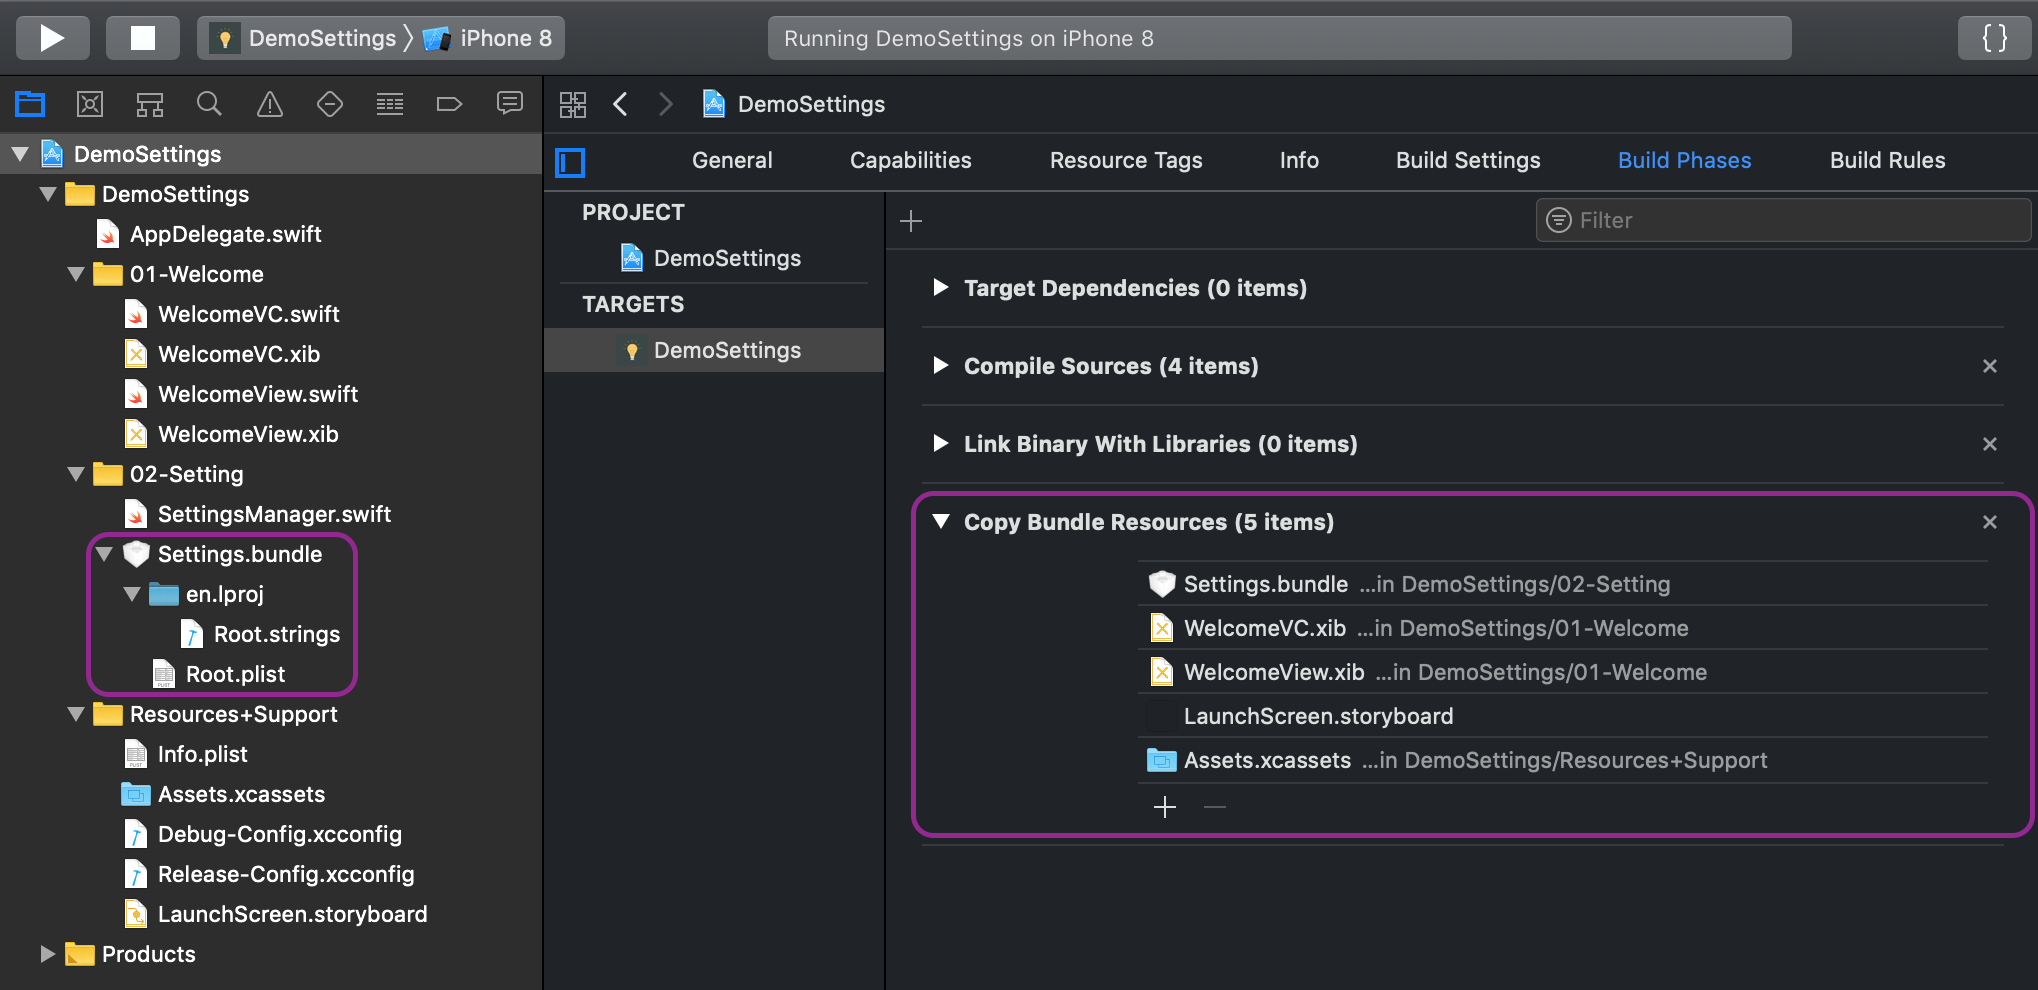 DemoSettings 〉 iPhone 8
Running DemoSettings on iPhone 8
{ }
DemoSettings
DemoSettings
AppDelegate.swift
01-Welcome
WelcomeVC.swift
WelcomeVC.xib
WelcomeView.swift
WelcomeView.xib
02-Setting
SettingsManager.swift
Settings.bundle
en.lproj
Root.strings
Root.plist
Resources+Support
Info.plist
Assets.xcassets
Debug-Config.xcconfig
Release-Config.xcconfig
LaunchScreen.storyboard
Products
DemoSettings
General Capabilities Resource Tags Info Build Settings Build Phases Build Rules
PROJECT
DemoSettings
TARGETS
DemoSettings
Filter
Target Dependencies (0 items)
Compile Sources (4 items)
Link Binary With Libraries (0 items)
Copy Bundle Resources (5 items)
Settings.bundle ...in DemoSettings/02-Setting
WelcomeVC.xib ...in DemoSettings/01-Welcome
WelcomeView.xib ...in DemoSettings/01-Welcome
LaunchScreen.storyboard
Assets.xcassets ...in DemoSettings/Resources+Support